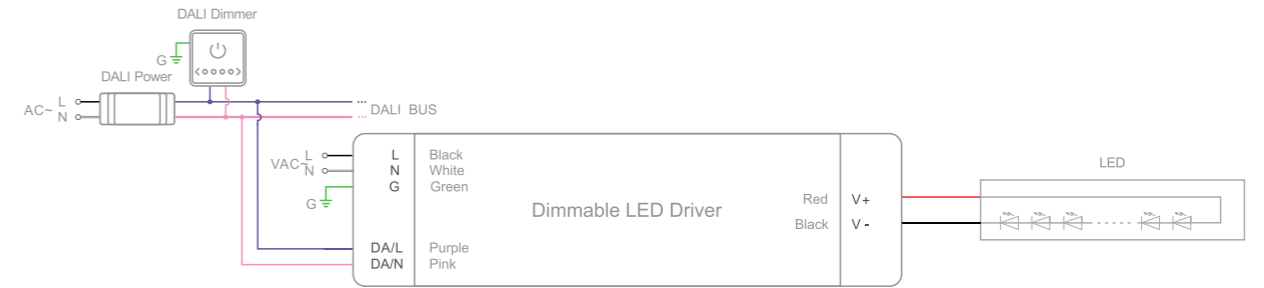 DALI Dimmer
G
DALI Power
AC~ L
N
DALI BUS
VAC~ L
N
G
L Black
N White
G Green
Dimmable LED Driver
DA/L Purple
DA/N Pink
Red V+
Black V-
LED